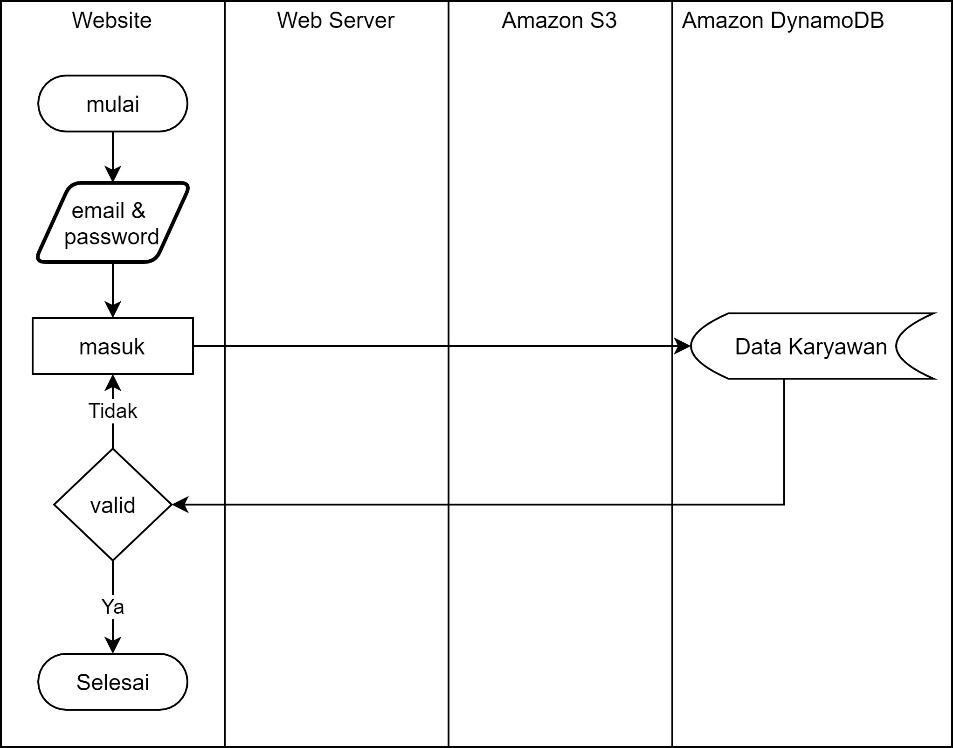 Website
Web Server
Amazon S3
Amazon DynamoDB
mulai
email &
password
masuk
Data Karyawan
Tidak
valid
Ya
Selesai